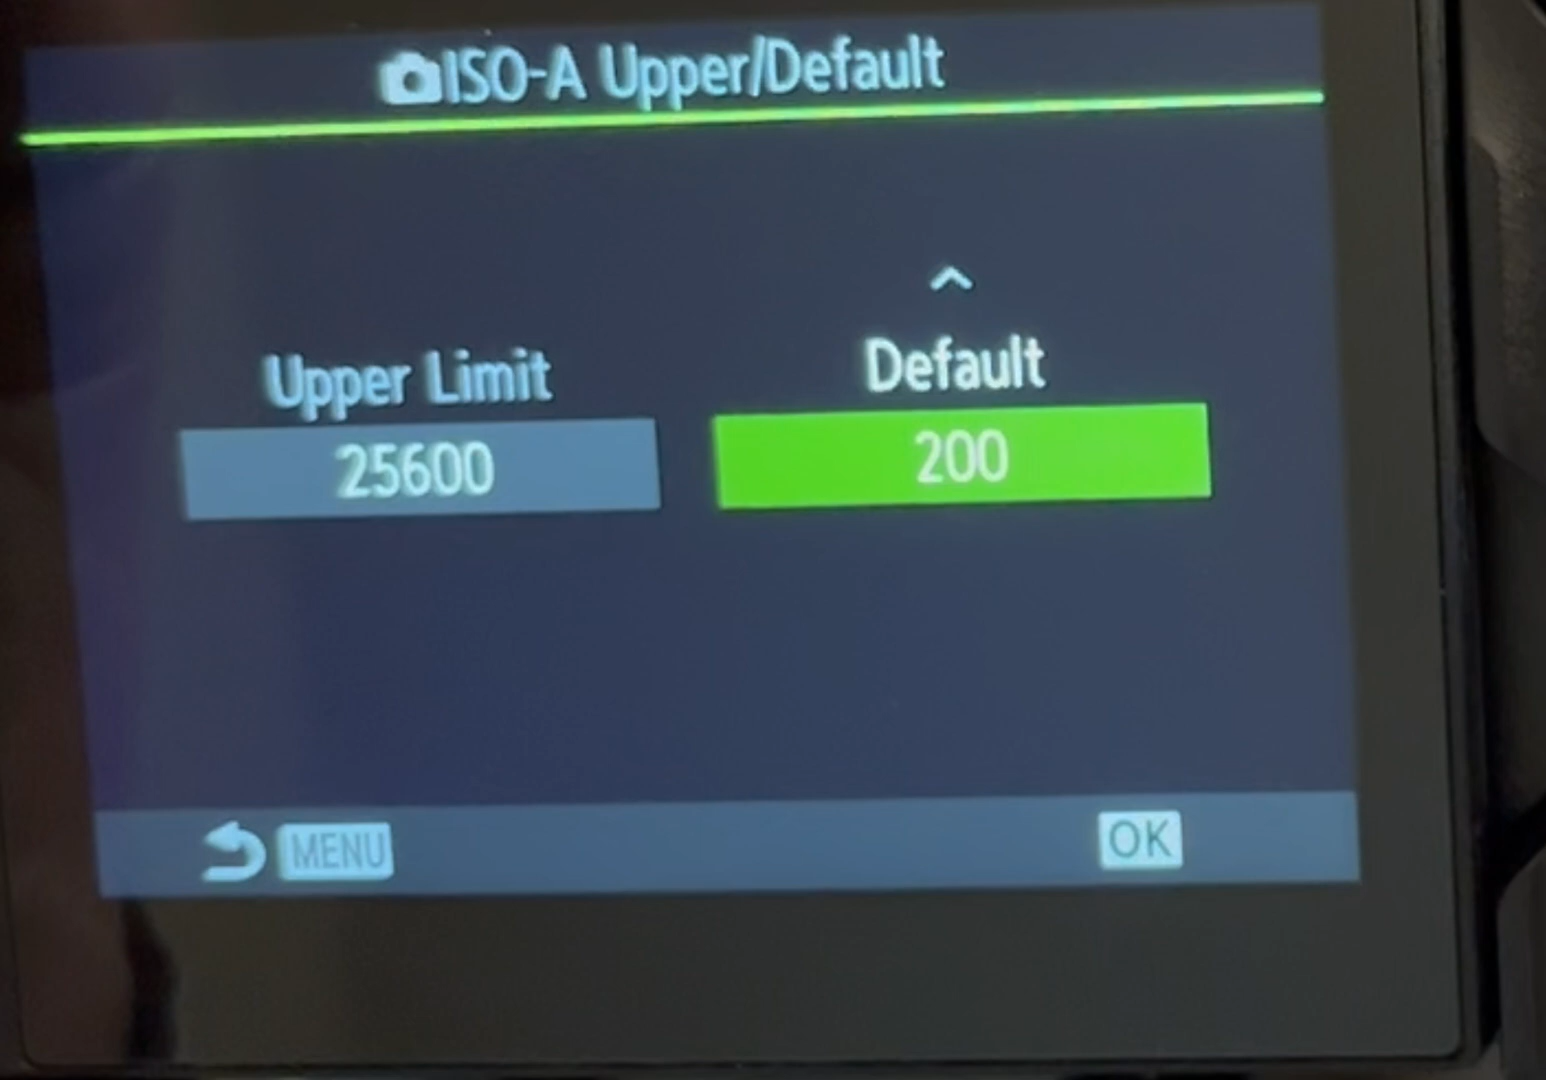 ISO-A Upper/Default
Upper Limit
25600
Default
200
MENU
OK